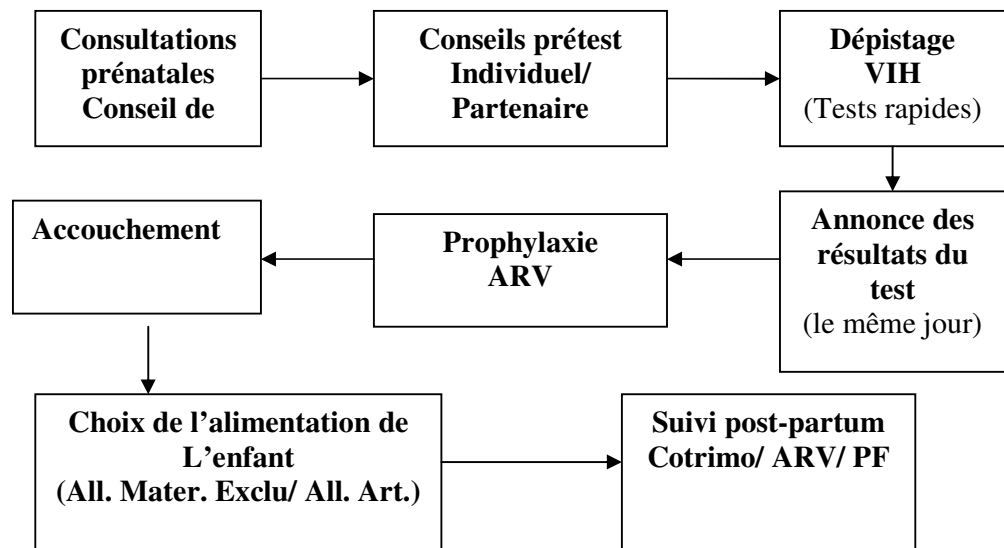 Consultations
prénatales
Conseil de
Conseils prétest
Individuel/
Partenaire
Dépistage
VIH
(Tests rapides)
Annonce des
résultats du
test
(le même jour)
Prophylaxie
ARV
Accouchement
Choix de l’alimentation de
L’enfant
(All. Mater. Exclu/ All. Art.)
Suivi post-partum
Cotrimo/ ARV/ PF